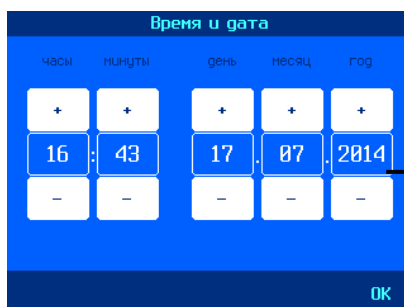 Время и дата
часы минуты день месяц год
+ + + + +
16 : 43 17 . 07 . 2014
− − − − −
OK